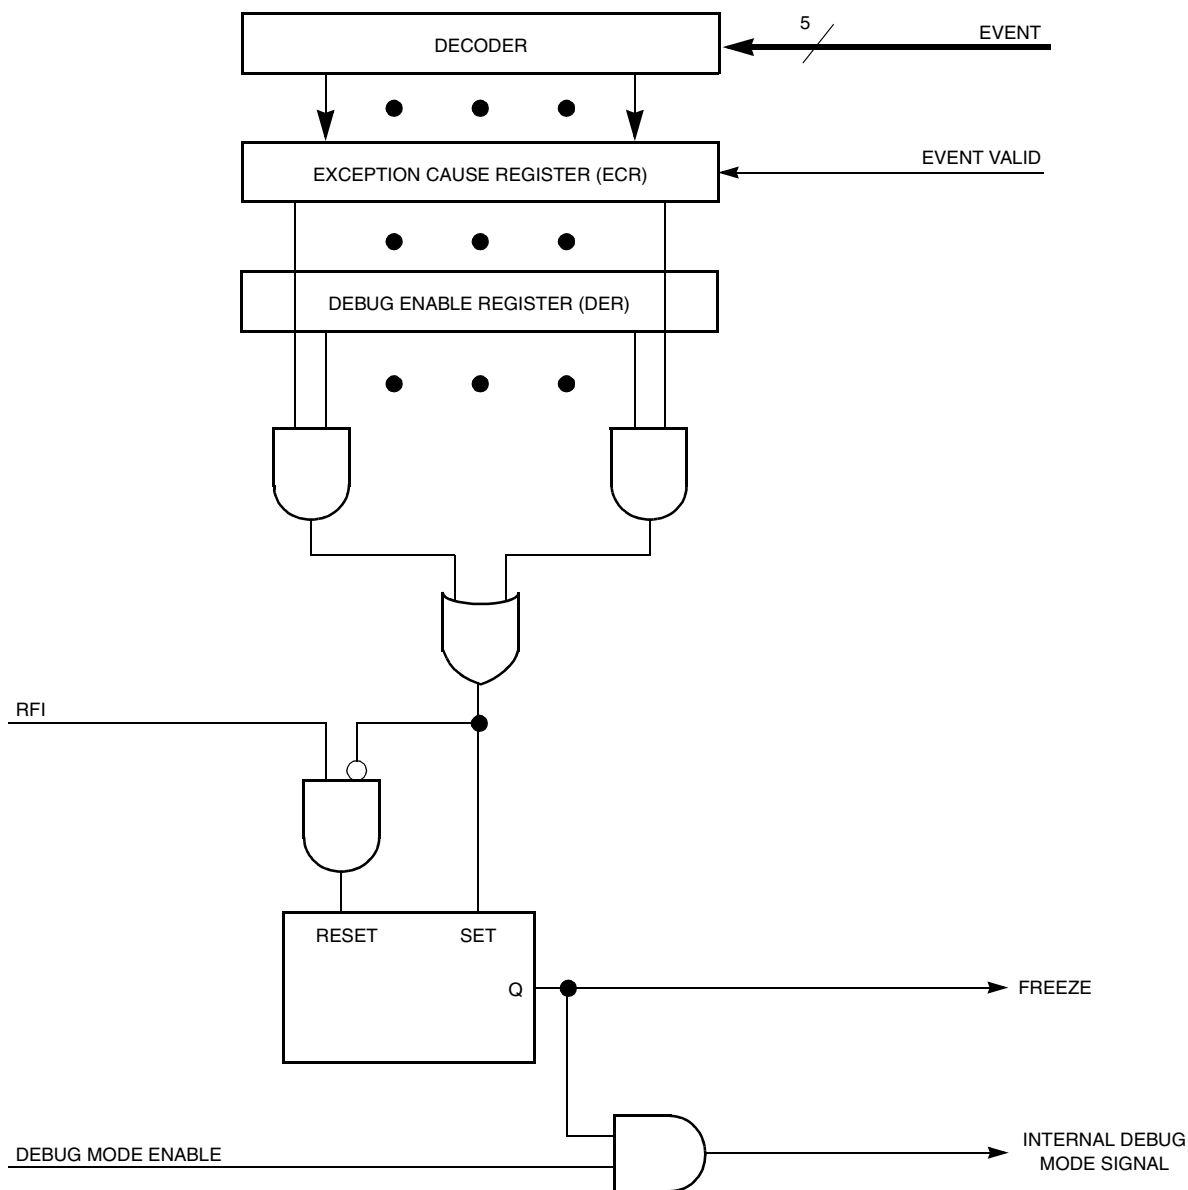 5
EVENT
DECODER
EVENT VALID
EXCEPTION CAUSE REGISTER (ECR)
DEBUG ENABLE REGISTER (DER)
RFI
RESET
SET
Q
FREEZE
DEBUG MODE ENABLE
INTERNAL DEBUG
MODE SIGNAL